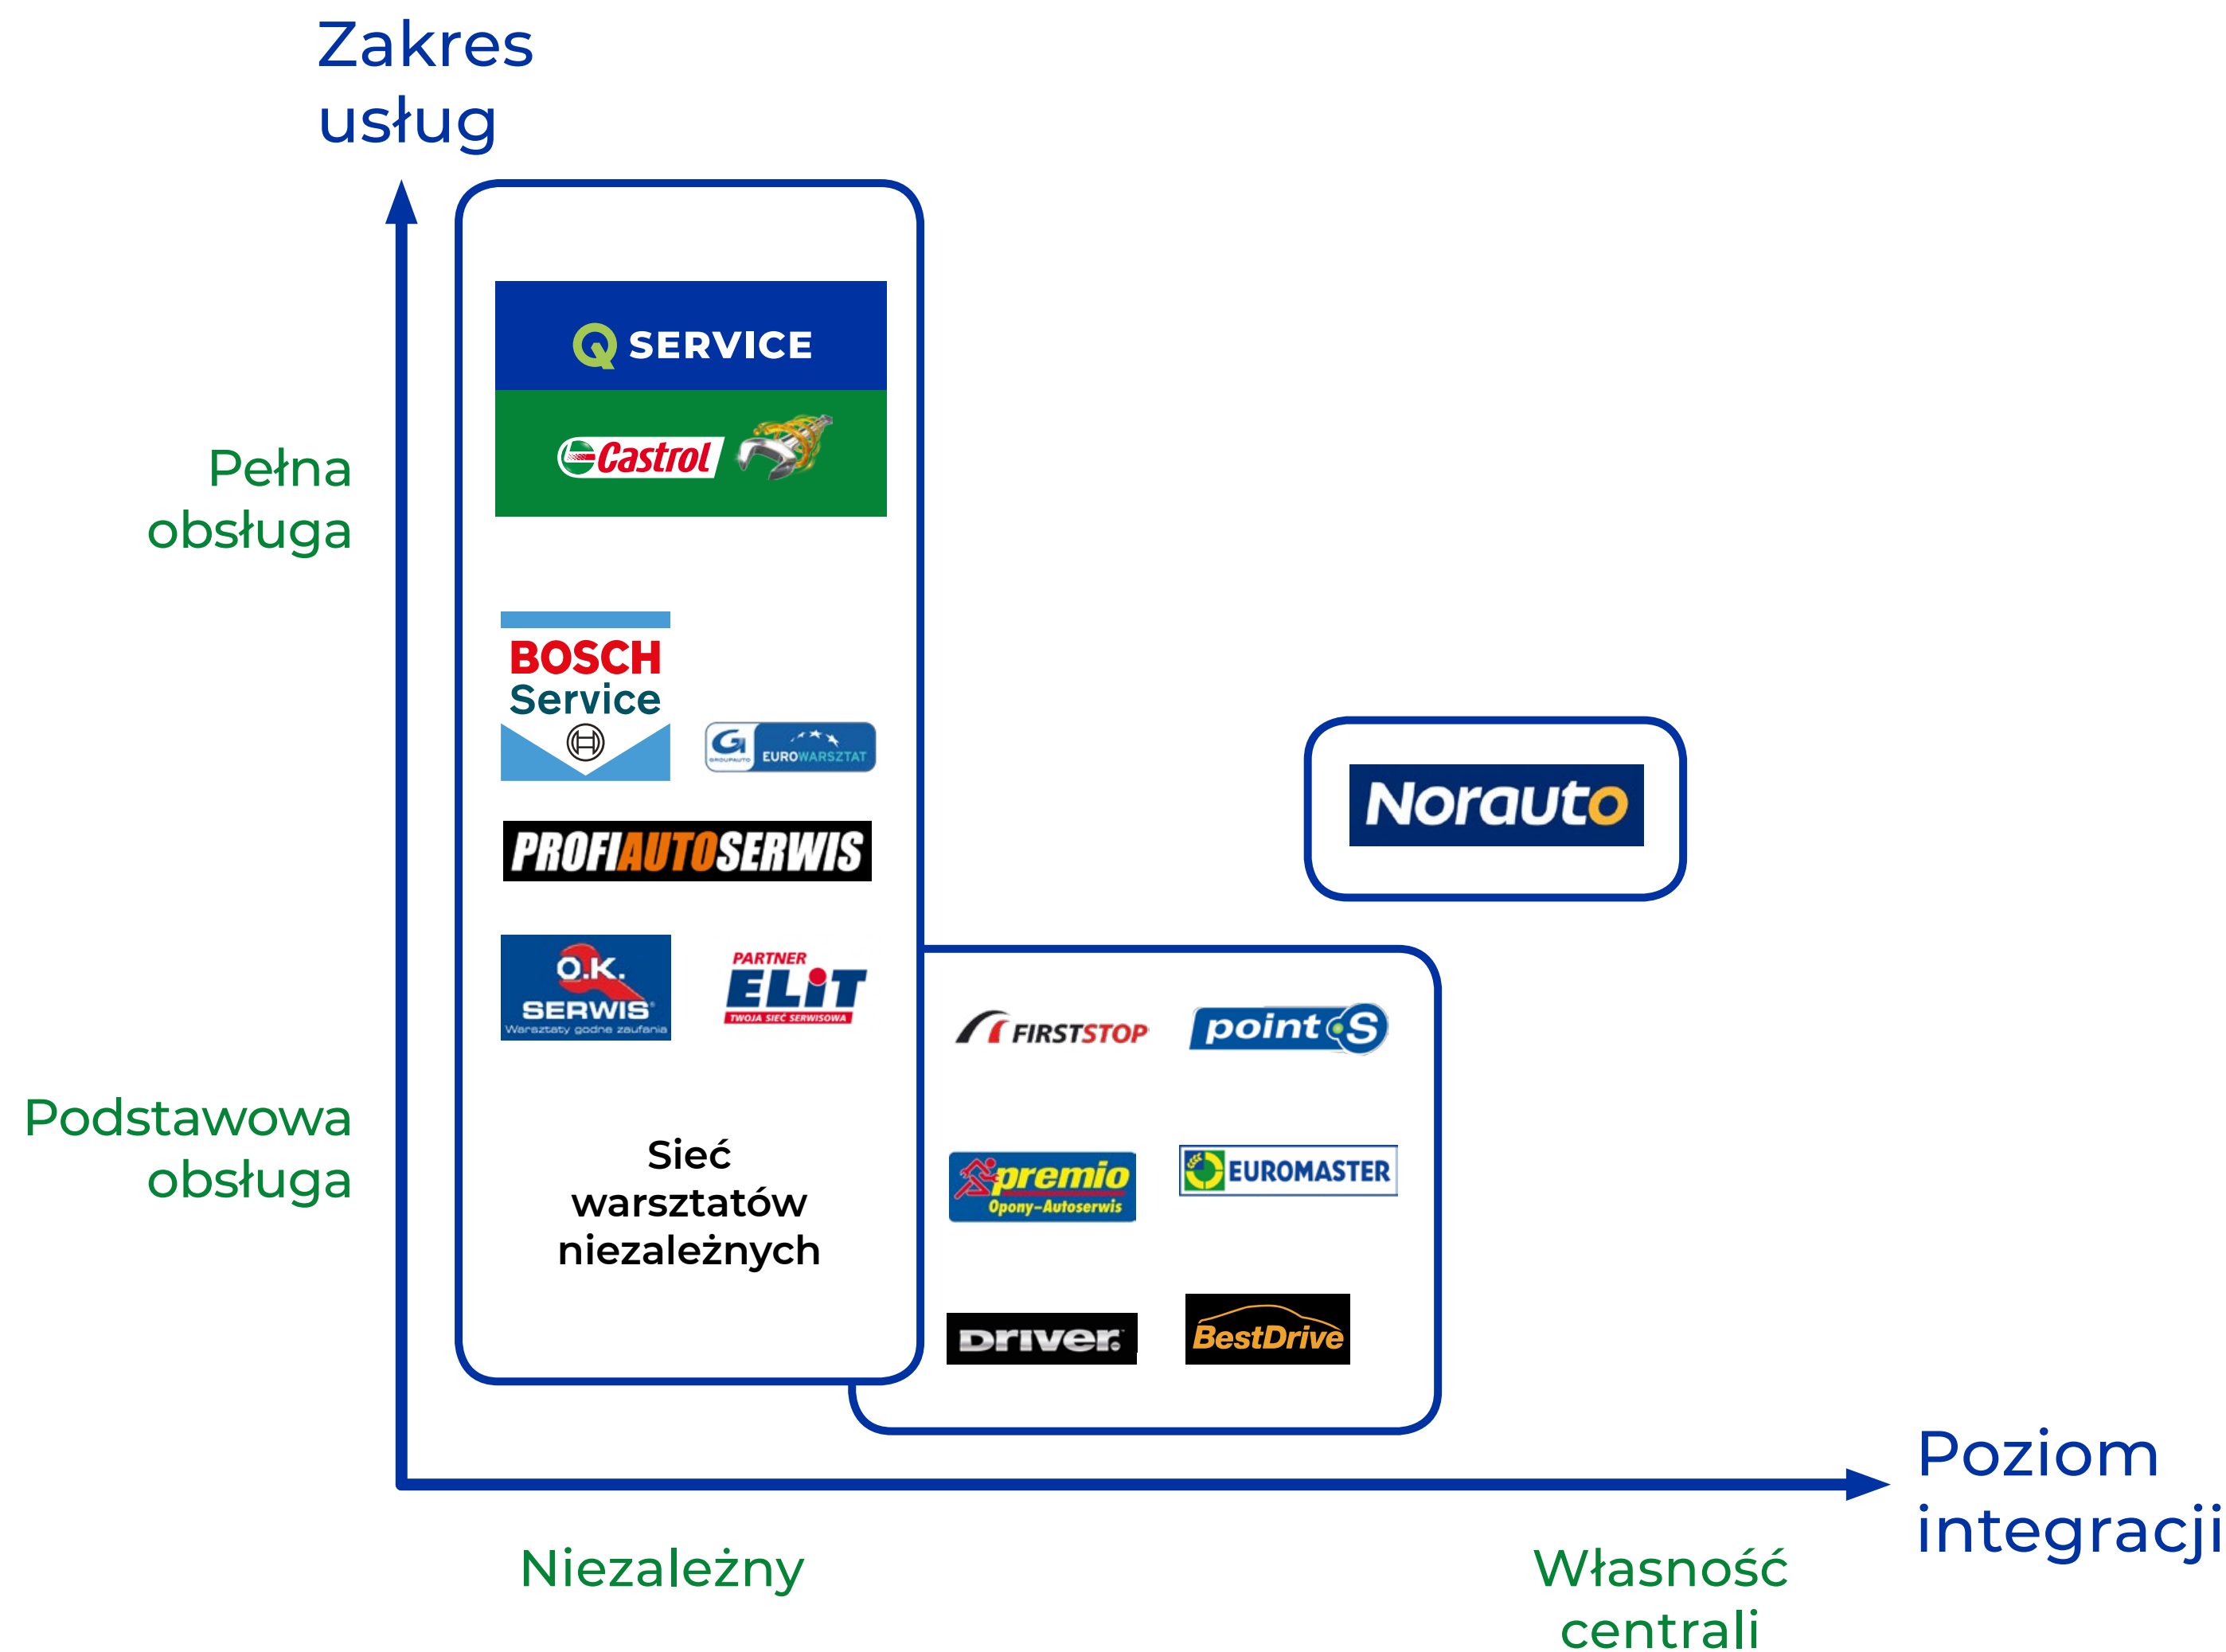 Zakres
usług
Q SERVICE
Castrol
Pełna
obsługa
BOSCH
Service
G
GROUPAUTO
EUROWARSZTAT
Norauto
PROFIAUTOSERWIS
O.K.
SERWIS®
Warsztaty godne zaufania
PARTNER
ELIT
TWOJA SIEĆ SERWISOWA
FIRSTSTOP
point S
Podstawowa
obsługa
Sieć
warsztatów
niezależnych
premio
Opony-Autoserwis
EUROMASTER
Driver
BestDrive
Poziom
integracji
Niezależny
Własność
centrali